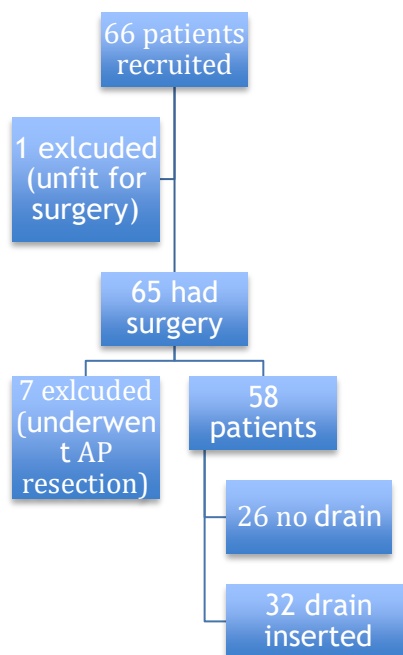 66 patients
recruited
1 exlcuded
(unfit for
surgery)
65 had
surgery
7 exlcuded
(underwen
t AP
resection)
58
patients
26 no drain
32 drain
inserted